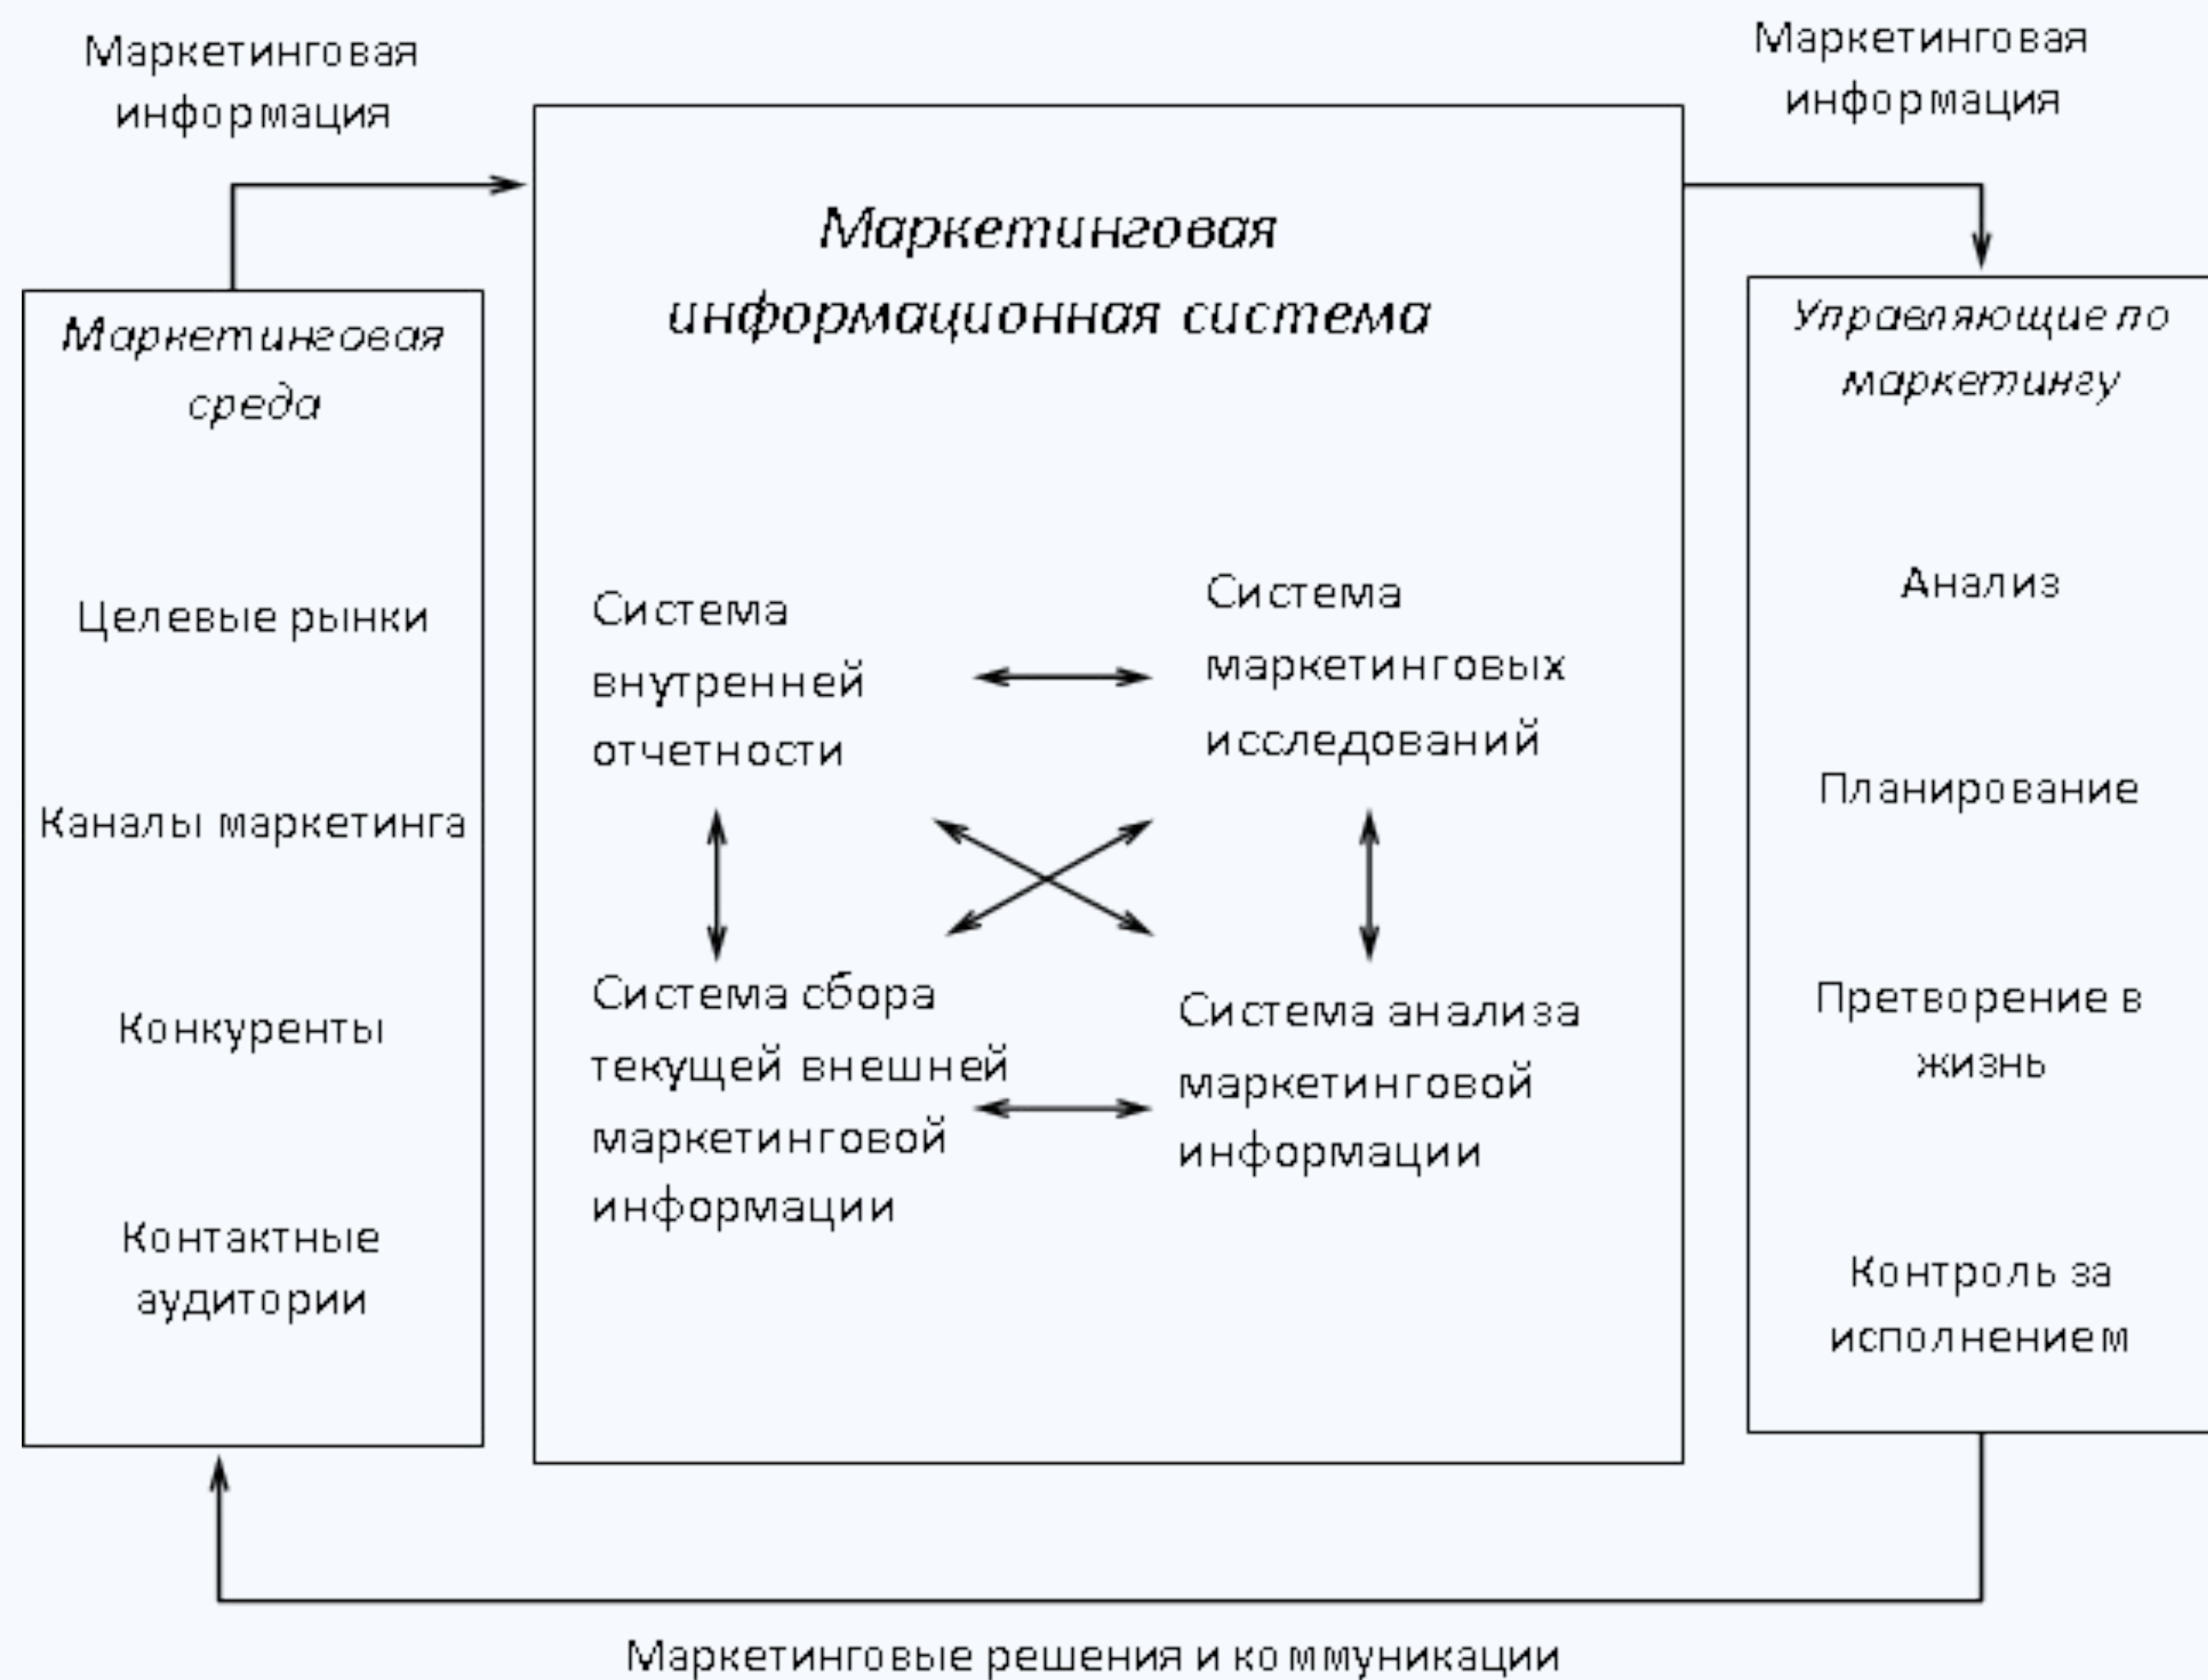 Маркетинговая
информация
Маркетинговая
информация
Маркетинговая
информационная система
Маркетинговая
среда
Целевые рынки
Каналы маркетинга
Конкуренты
Контактные
аудитории
Система
внутренней
отчетности
Система
маркетинговых
исследований
Система сбора
текущей внешней
маркетинговой
информации
Система анализа
маркетинговой
информации
Управляющие по
маркетингу
Анализ
Планирование
Претворение в
жизнь
Контроль за
исполнением
Маркетинговые решения и коммуникации